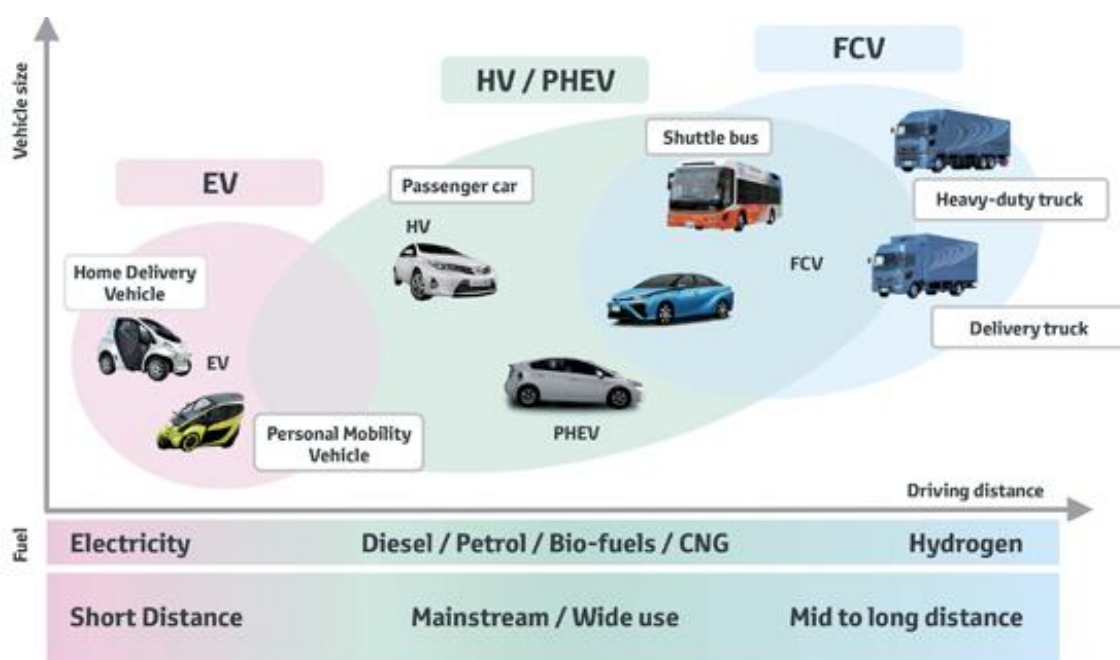 Vehicle size
FCV
HV / PHEV
EV
Shuttle bus
Passenger car
HV
Heavy-duty truck
FCV
Home Delivery
Vehicle
EV
Delivery truck
Personal Mobility
Vehicle
PHEV
Driving distance
Fuel
Electricity
Diesel / Petrol / Bio-fuels / CNG
Hydrogen
Short Distance
Mainstream / Wide use
Mid to long distance